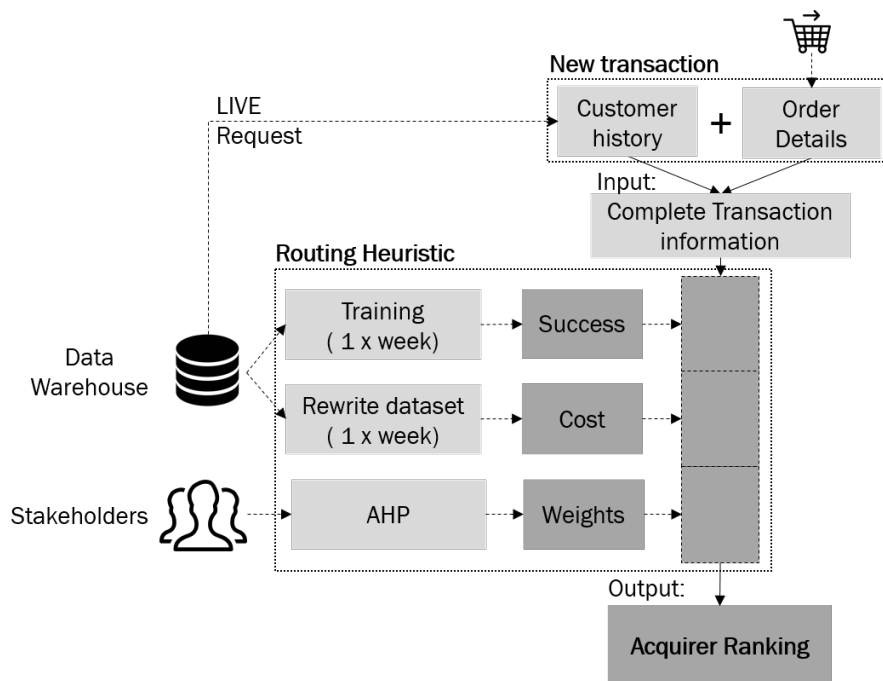 New transaction
LIVE
Request
Customer
history
+
Order
Details
Input:
Complete Transaction
information
Routing Heuristic
Data
Warehouse
Training
( 1 x week)
Success
Rewrite dataset
( 1 x week)
Cost
Stakeholders
AHP
Weights
Output:
Acquirer Ranking